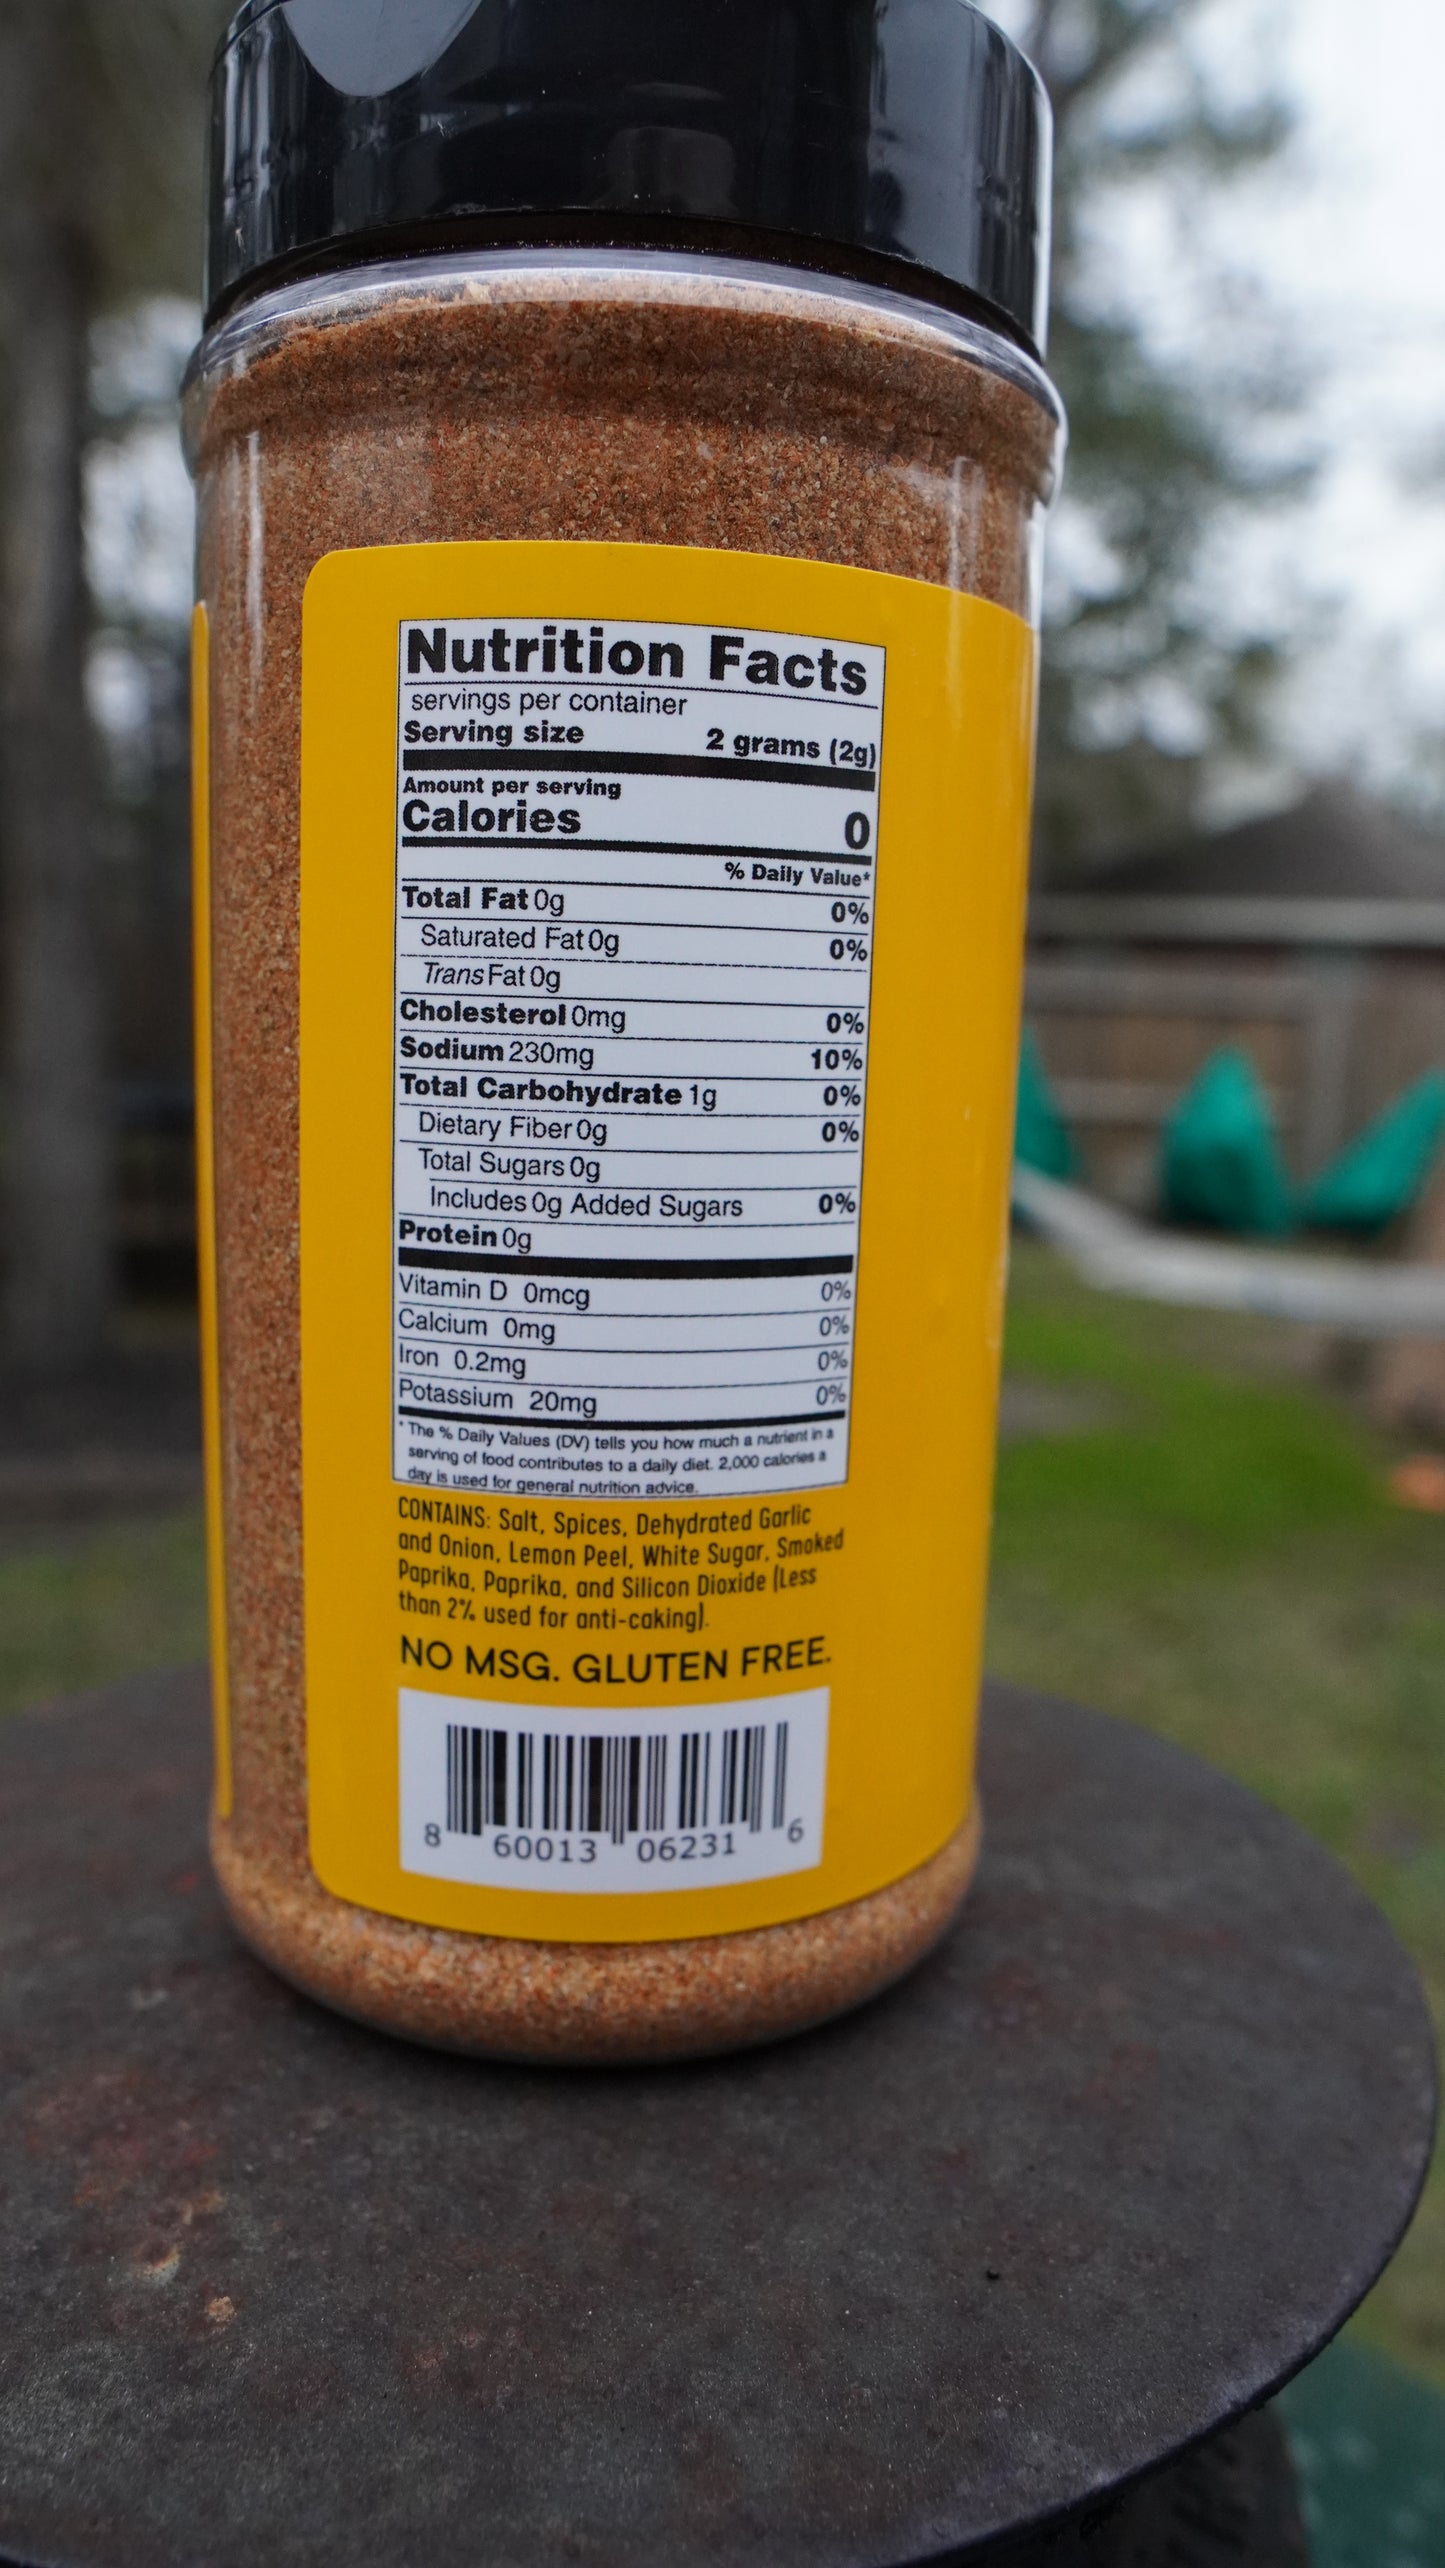 Nutrition Facts
servings per container
Serving size 2 grams (2g)
Amount per serving
Calories 0
% Daily Value*
Total Fat 0g 0%
Saturated Fat 0g 0%
Trans Fat 0g
Cholesterol 0mg 0%
Sodium 230mg 10%
Total Carbohydrate 1g 0%
Dietary Fiber 0g 0%
Total Sugars 0g
Includes 0g Added Sugars 0%
Protein 0g
Vitamin D 0mcg 0%
Calcium 0mg 0%
Iron 0.2mg 0%
Potassium 20mg 0%
* The % Daily Values (DV) tells you how much a nutrient in a
serving of food contributes to a daily diet. 2,000 calories a
day is used for general nutrition advice.
CONTAINS: Salt, Spices, Dehydrated Garlic
and Onion, Lemon Peel, White Sugar, Smoked
Paprika, Paprika, and Silicon Dioxide (Less
than 2% used for anti-caking).
NO MSG. GLUTEN FREE.
8 60013 06231 6